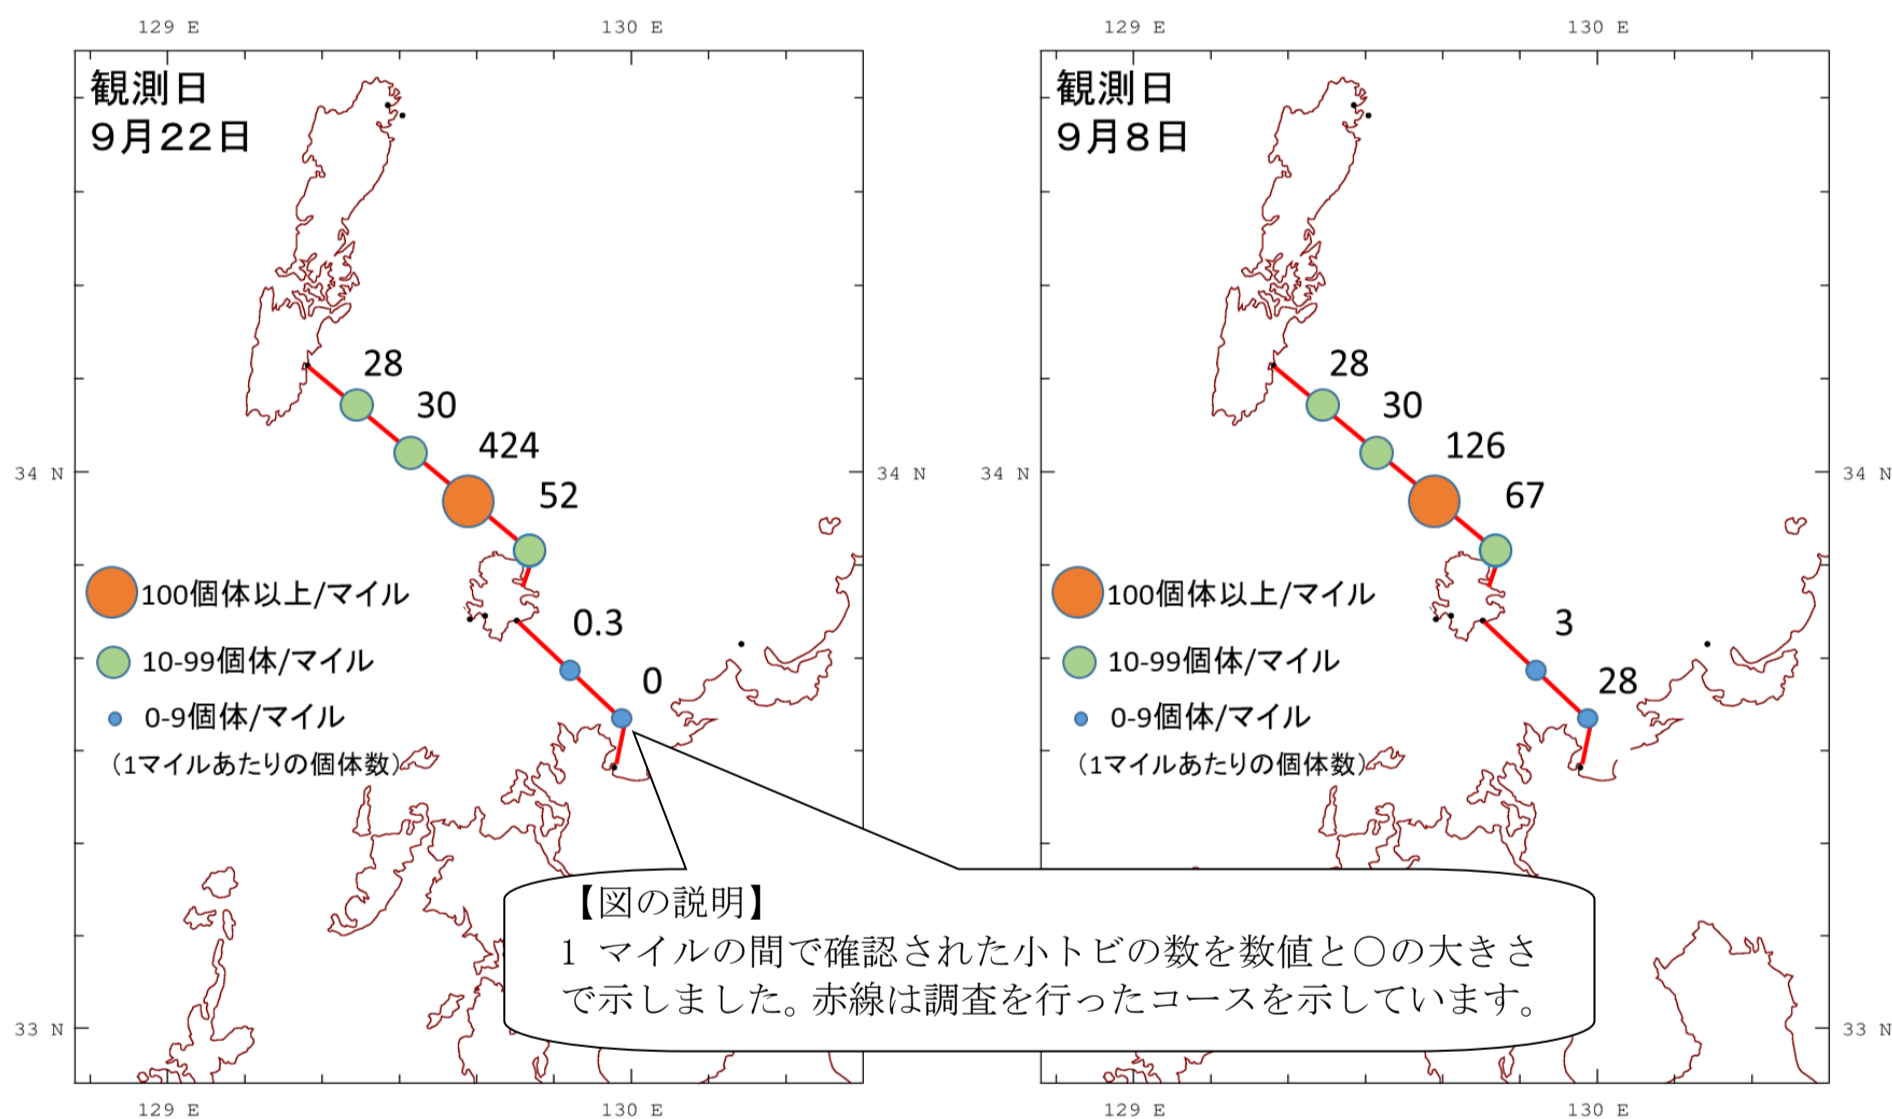 129 E
130 E
観測日
9月22日
28
30
424
52
34 N
34 N
100個体以上/マイル
0.3
10-99個体/マイル
0
0-9個体/マイル
(1マイルあたりの個体数)
33 N
129 E
130 E
129 E
130 E
観測日
9月8日
28
30
126
67
34 N
34 N
100個体以上/マイル
3
10-99個体/マイル
28
0-9個体/マイル
(1マイルあたりの個体数)
33 N
129 E
130 E
【図の説明】
1 マイルの間で確認された小トビの数を数値と○の大きさ
で示しました。赤線は調査を行ったコースを示しています。